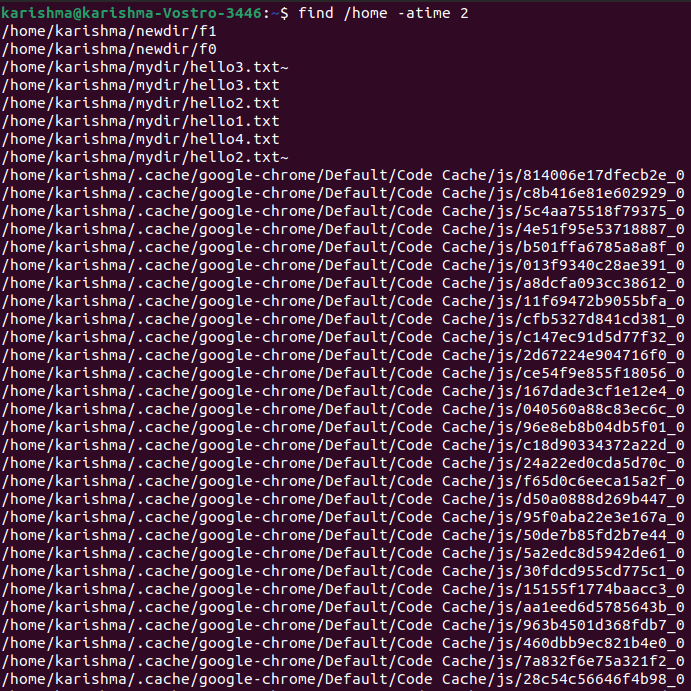 karishma@karishma-Vostro-3446:~$ find /home -atime 2
/home/karishma/newdir/f1
/home/karishma/newdir/f0
/home/karishma/mydir/hello3.txt~
/home/karishma/mydir/hello3.txt
/home/karishma/mydir/hello2.txt
/home/karishma/mydir/hello1.txt
/home/karishma/mydir/hello4.txt
/home/karishma/mydir/hello2.txt~
/home/karishma/.cache/google-chrome/Default/Code Cache/js/814006e17dfecb2e_0
/home/karishma/.cache/google-chrome/Default/Code Cache/js/c8b416e81e602929_0
/home/karishma/.cache/google-chrome/Default/Code Cache/js/5c4aa75518f79375_0
/home/karishma/.cache/google-chrome/Default/Code Cache/js/4e51f95e53718887_0
/home/karishma/.cache/google-chrome/Default/Code Cache/js/b501ffa6785a8a8f_0
/home/karishma/.cache/google-chrome/Default/Code Cache/js/013f9340c28ae391_0
/home/karishma/.cache/google-chrome/Default/Code Cache/js/a8dcfa093cc38612_0
/home/karishma/.cache/google-chrome/Default/Code Cache/js/11f69472b9055bfa_0
/home/karishma/.cache/google-chrome/Default/Code Cache/js/cfb5327d841cd381_0
/home/karishma/.cache/google-chrome/Default/Code Cache/js/c147ec91d5d77f32_0
/home/karishma/.cache/google-chrome/Default/Code Cache/js/2d67224e904716f0_0
/home/karishma/.cache/google-chrome/Default/Code Cache/js/ce54f9e855f18056_0
/home/karishma/.cache/google-chrome/Default/Code Cache/js/167dade3cf1e12e4_0
/home/karishma/.cache/google-chrome/Default/Code Cache/js/040560a88c83ec6c_0
/home/karishma/.cache/google-chrome/Default/Code Cache/js/96e8eb8b04db5f01_0
/home/karishma/.cache/google-chrome/Default/Code Cache/js/c18d90334372a22d_0
/home/karishma/.cache/google-chrome/Default/Code Cache/js/24a22ed0cda5d70c_0
/home/karishma/.cache/google-chrome/Default/Code Cache/js/f65d0c6eeca15a2f_0
/home/karishma/.cache/google-chrome/Default/Code Cache/js/d50a0888d269b447_0
/home/karishma/.cache/google-chrome/Default/Code Cache/js/95f0aba22e3e167a_0
/home/karishma/.cache/google-chrome/Default/Code Cache/js/50de7b85fd2b7e44_0
/home/karishma/.cache/google-chrome/Default/Code Cache/js/5a2edc8d5942de61_0
/home/karishma/.cache/google-chrome/Default/Code Cache/js/30fdcd955cd775c1_0
/home/karishma/.cache/google-chrome/Default/Code Cache/js/15155f1774baacc3_0
/home/karishma/.cache/google-chrome/Default/Code Cache/js/aa1eed6d5785643b_0
/home/karishma/.cache/google-chrome/Default/Code Cache/js/963b4501d368fdb7_0
/home/karishma/.cache/google-chrome/Default/Code Cache/js/460dbb9ec821b4e0_0
/home/karishma/.cache/google-chrome/Default/Code Cache/js/7a832f6e75a321f2_0
/home/karishma/.cache/google-chrome/Default/Code Cache/js/28c54c56646f4b98_0